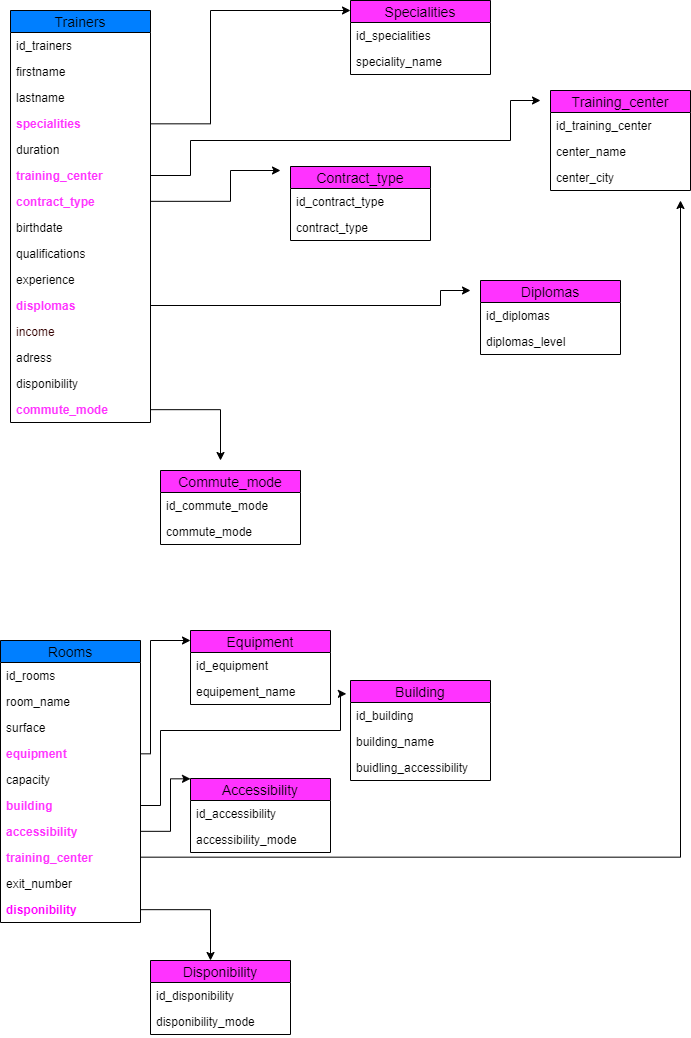 Trainers
id_trainers
firstname
lastname
specialities
duration
training_center
contract_type
birthdate
qualifications
experience
displomas
income
adress
disponibility
commute_mode
Specialities
id_specialities
speciality_name
Training_center
id_training_center
center_name
center_city
Contract_type
id_contract_type
contract_type
Diplomas
id_diplomas
diplomas_level
Commute_mode
id_commute_mode
commute_mode
Rooms
id_rooms
room_name
surface
equipment
capacity
building
accessibility
training_center
exit_number
disponibility
Equipment
id_equipment
equipement_name
Building
id_building
building_name
buidling_accessibility
Accessibility
id_accessibility
accessibility_mode
Disponibility
id_disponibility
disponibility_mode